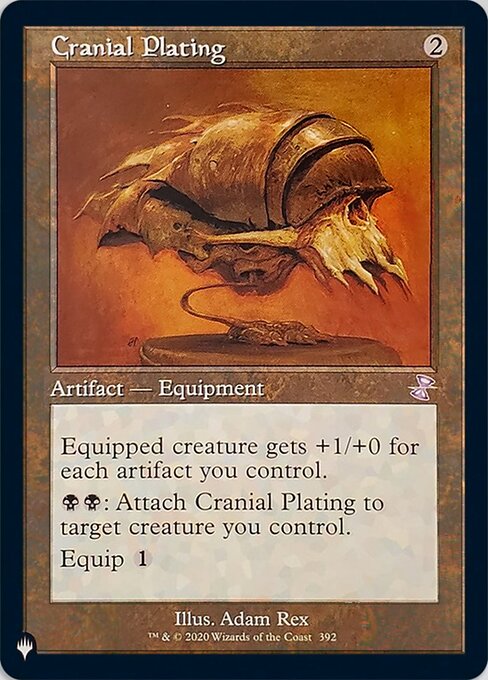 Cranial Plating 2
Artifact — Equipment
Equipped creature gets +1/+0 for
each artifact you control.
: Attach Cranial Plating to
target creature you control.
Equip 1
Illus. Adam Rex
™ & © 2020 Wizards of the Coast 392